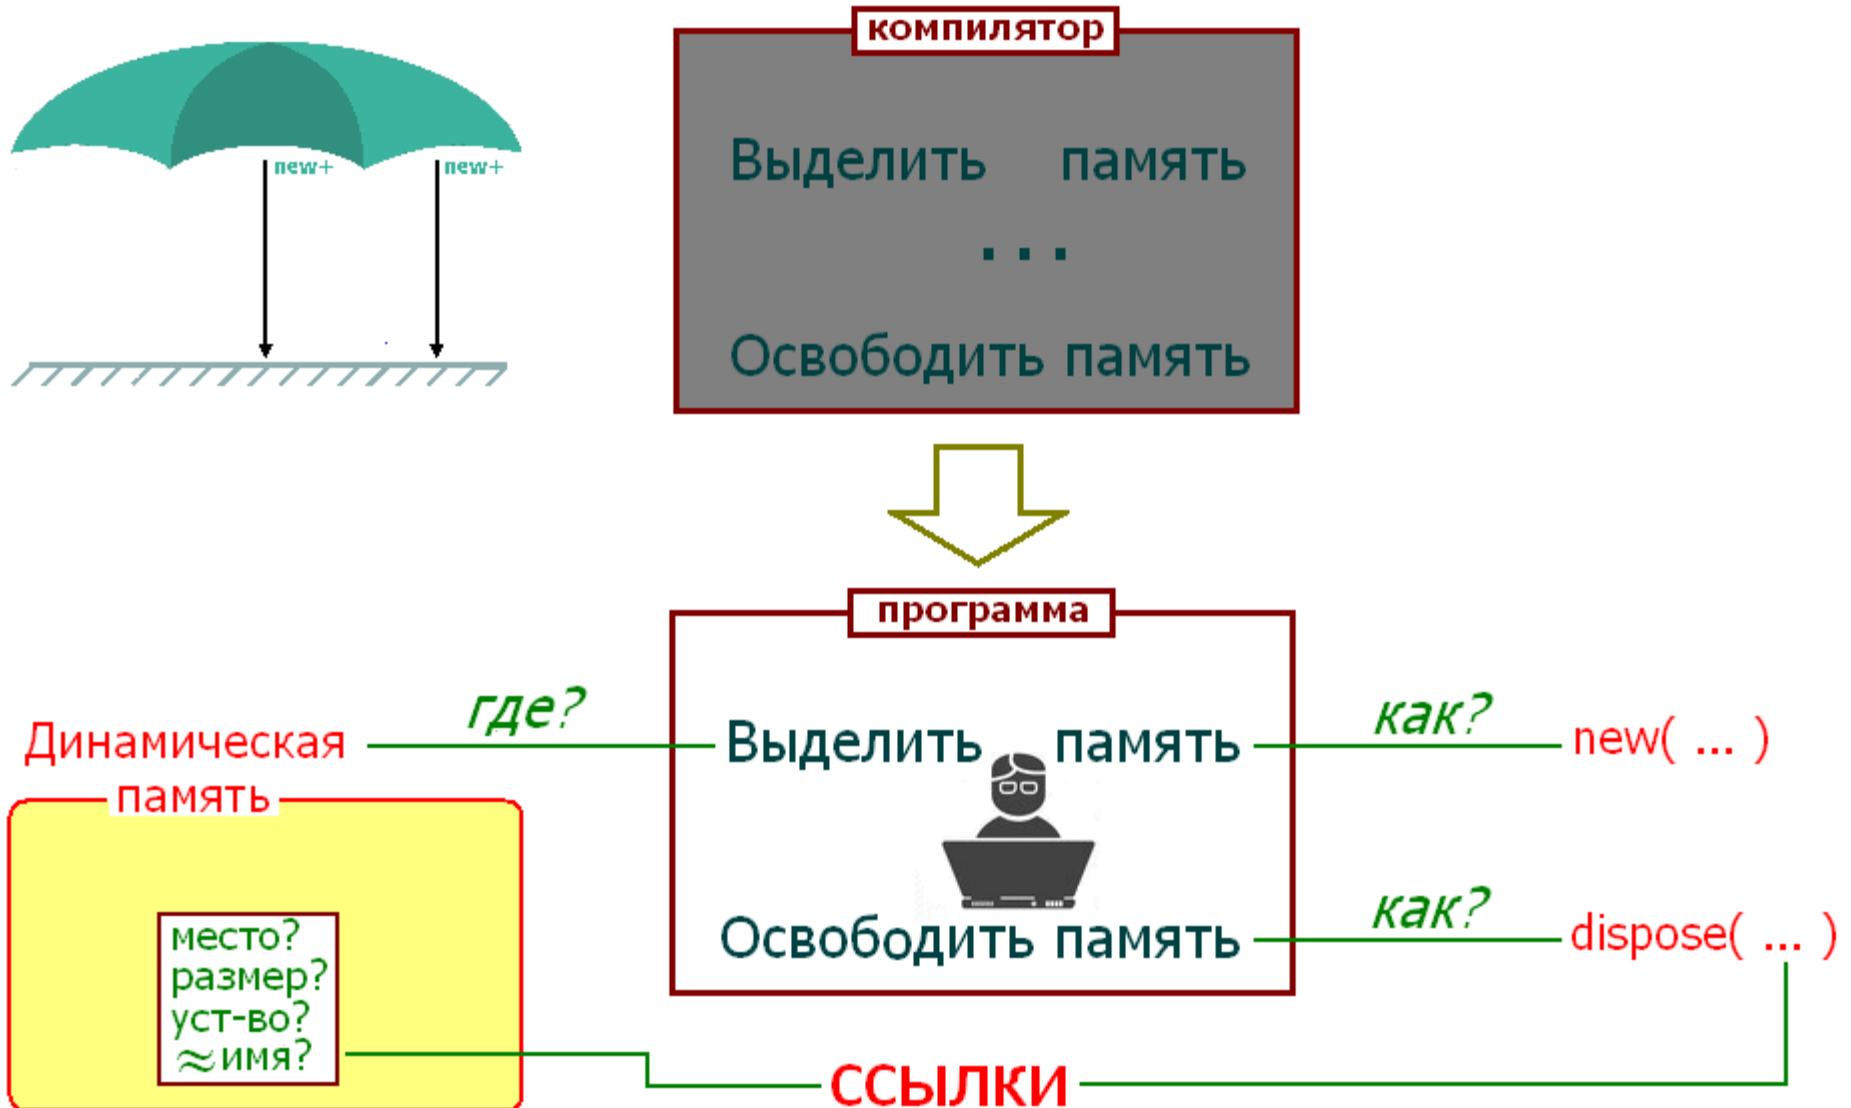 компилятор
new+ new+
Выделить память
...
Освободить память
программа
где?
как?
Динамическая
память
Выделить память
new( ... )
как?
Освободить память
dispose( ... )
место?
размер?
уст-во?
≈имя?
ссылки